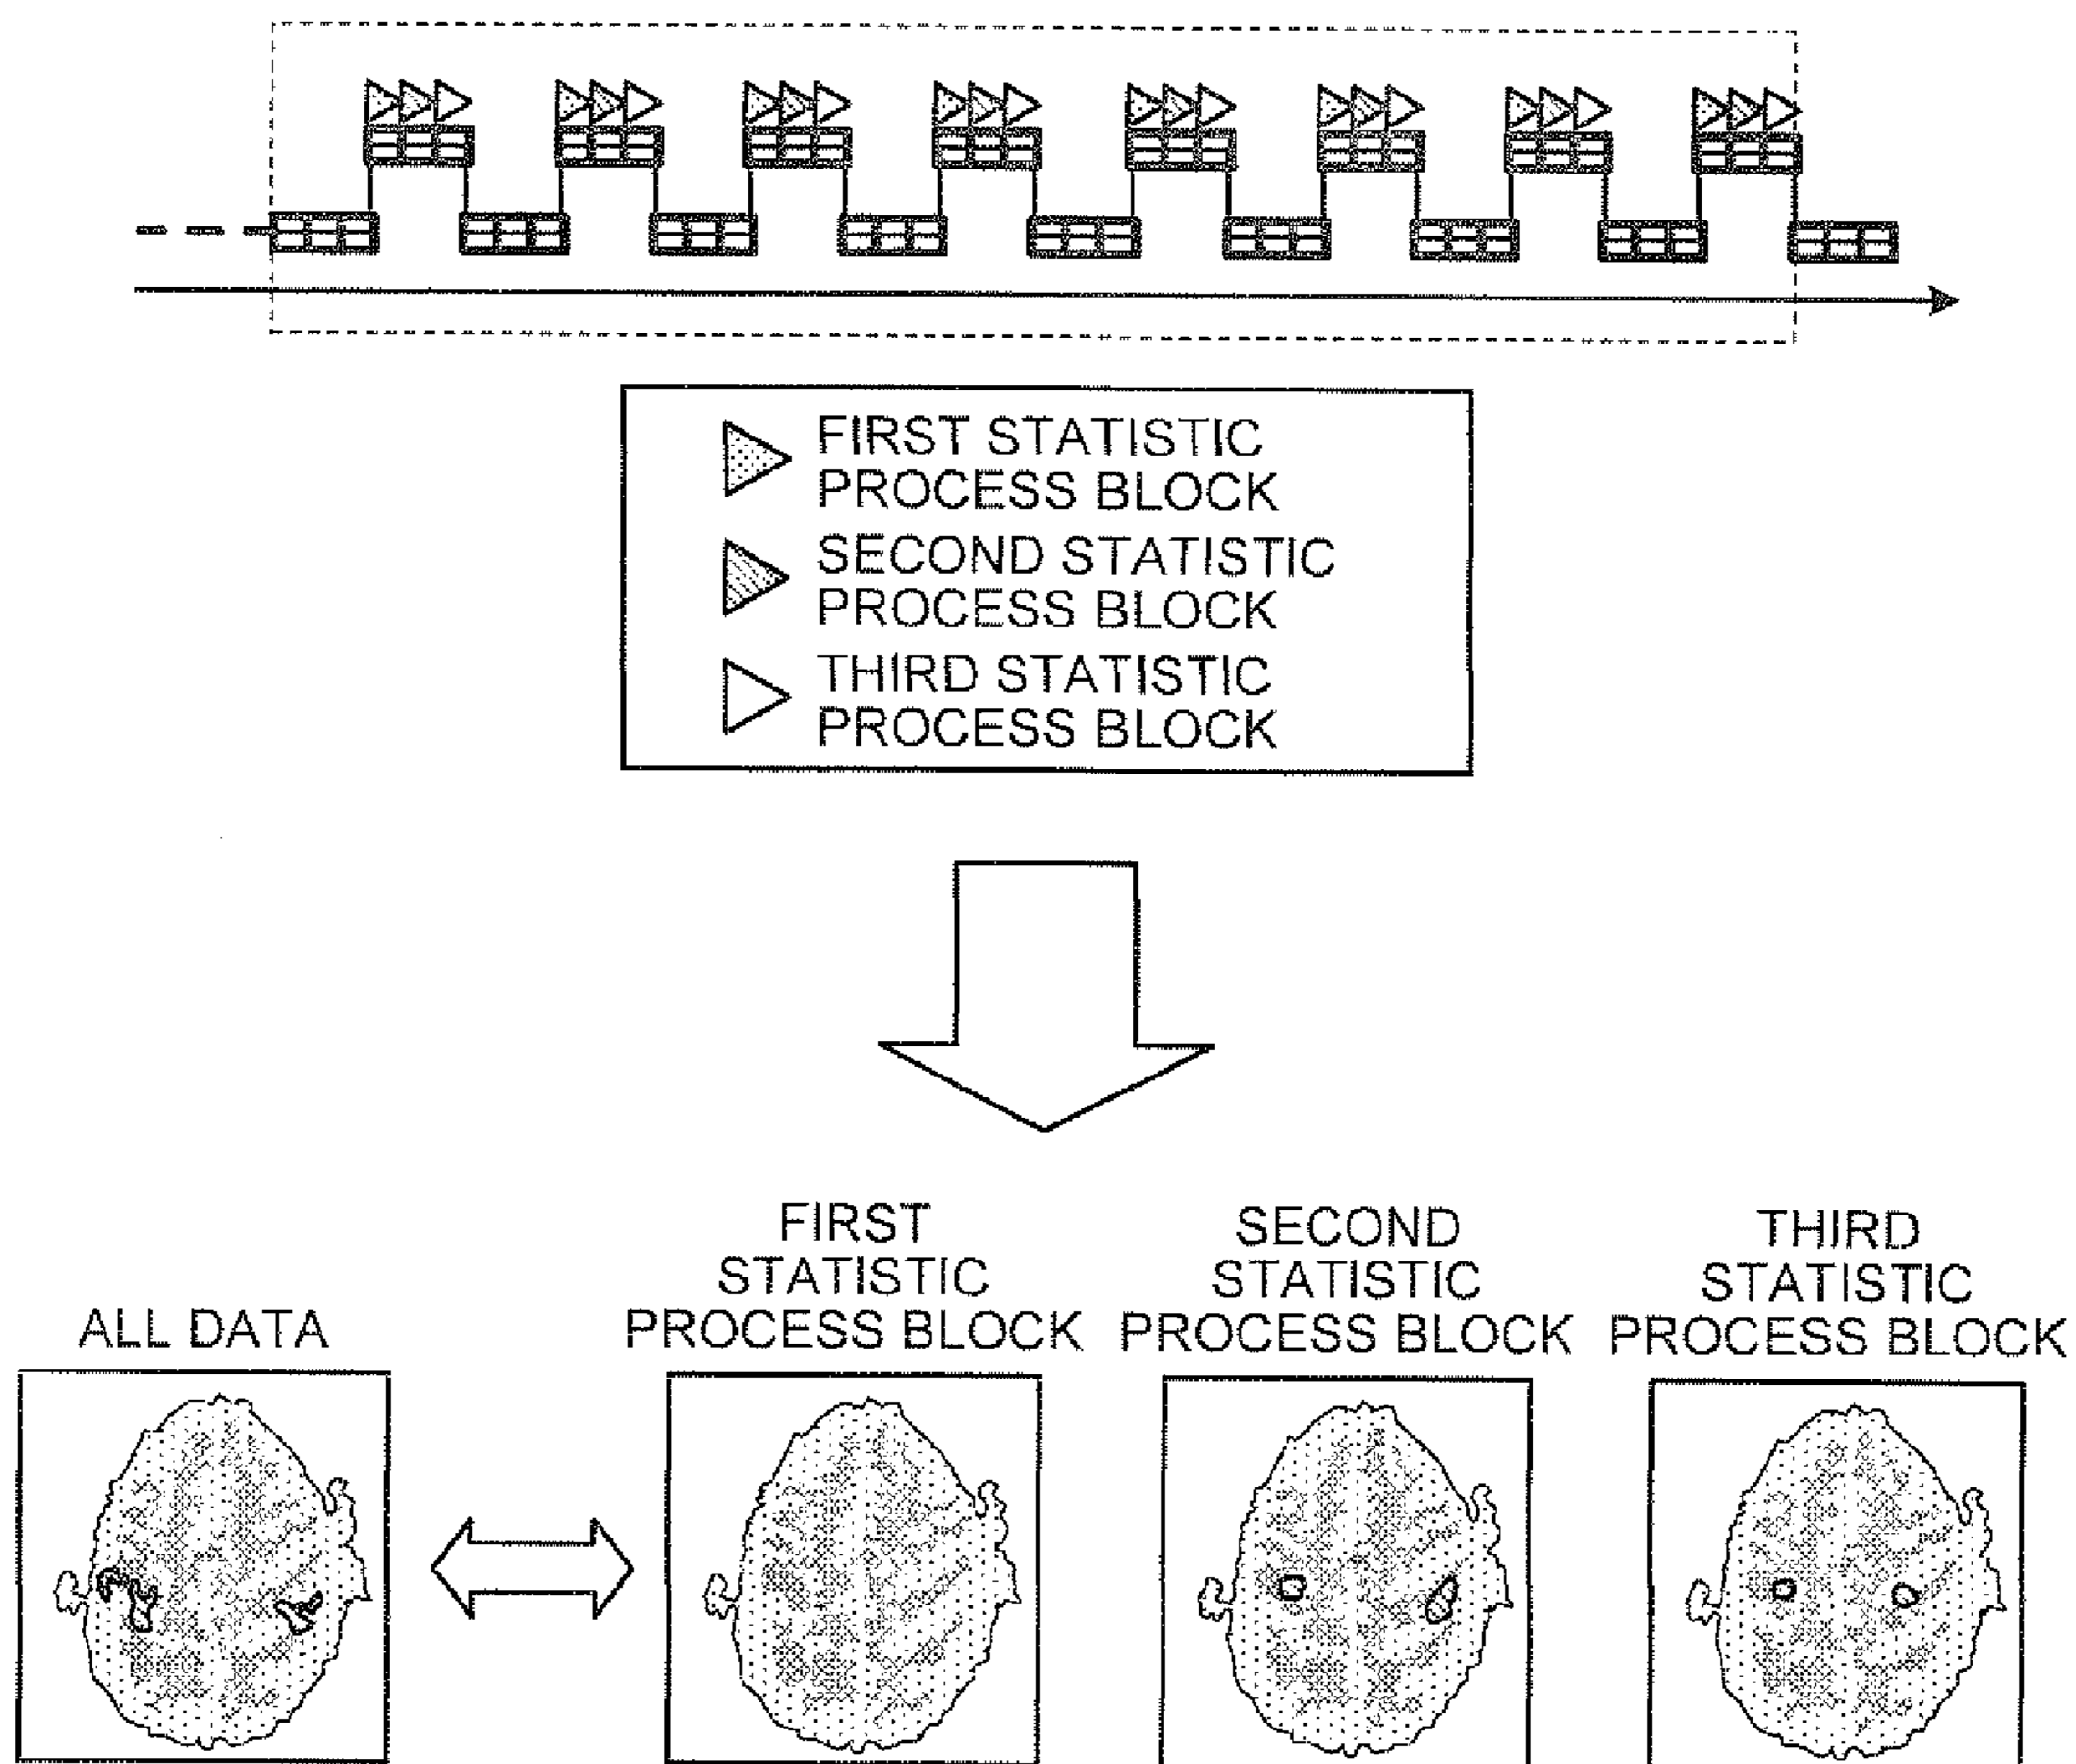 FIRST STATISTIC
PROCESS BLOCK
SECOND STATISTIC
PROCESS BLOCK
THIRD STATISTIC
PROCESS BLOCK
ALL DATA
FIRST
STATISTIC
PROCESS BLOCK
SECOND
STATISTIC
PROCESS BLOCK
THIRD
STATISTIC
PROCESS BLOCK